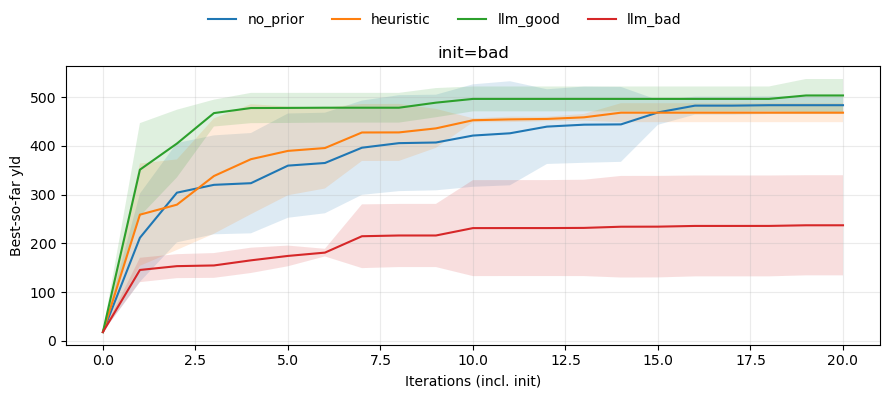 no_prior heuristic llm_good llm_bad
init=bad
Best-so-far yld
500
400
300
200
100
0
0.0 2.5 5.0 7.5 10.0 12.5 15.0 17.5 20.0
Iterations (incl. init)